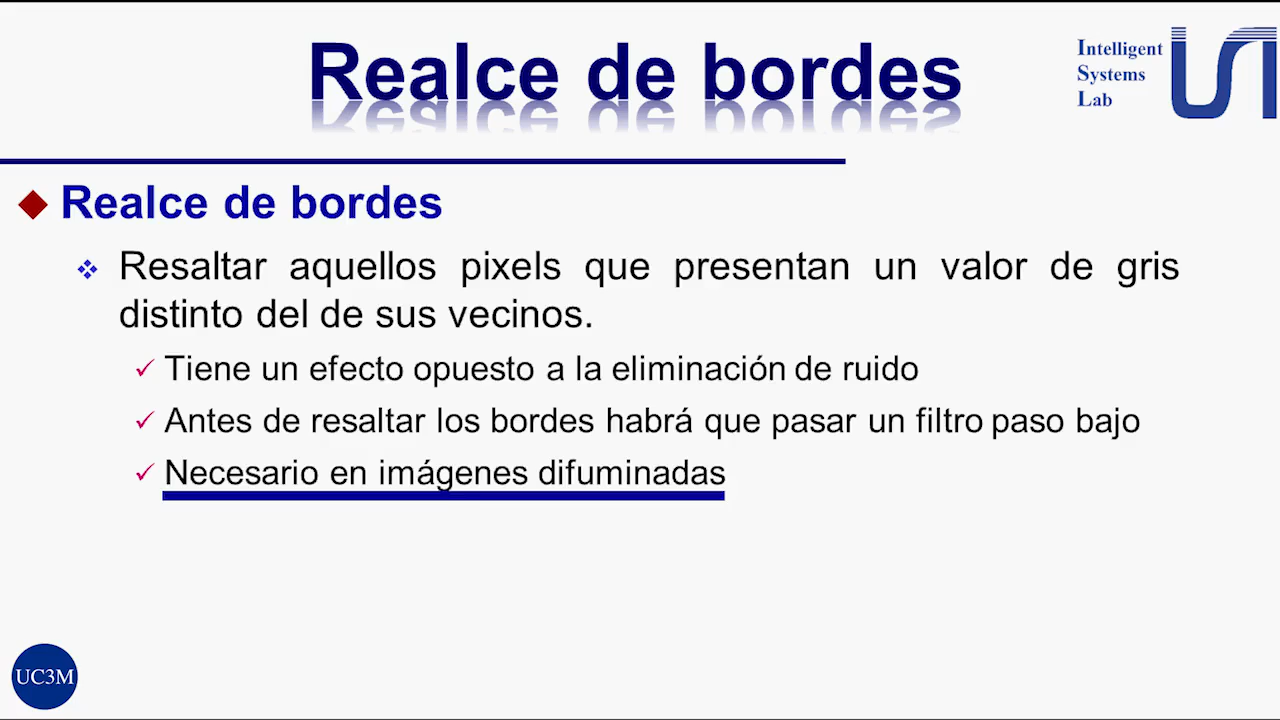 Realce de bordes
Intelligent
Systems
Lab
Realce de bordes
Resaltar aquellos pixels que presentan un valor de gris
distinto del de sus vecinos.
Tiene un efecto opuesto a la eliminación de ruido
Antes de resaltar los bordes habrá que pasar un filtro paso bajo
Necesario en imágenes difuminadas
UC3M